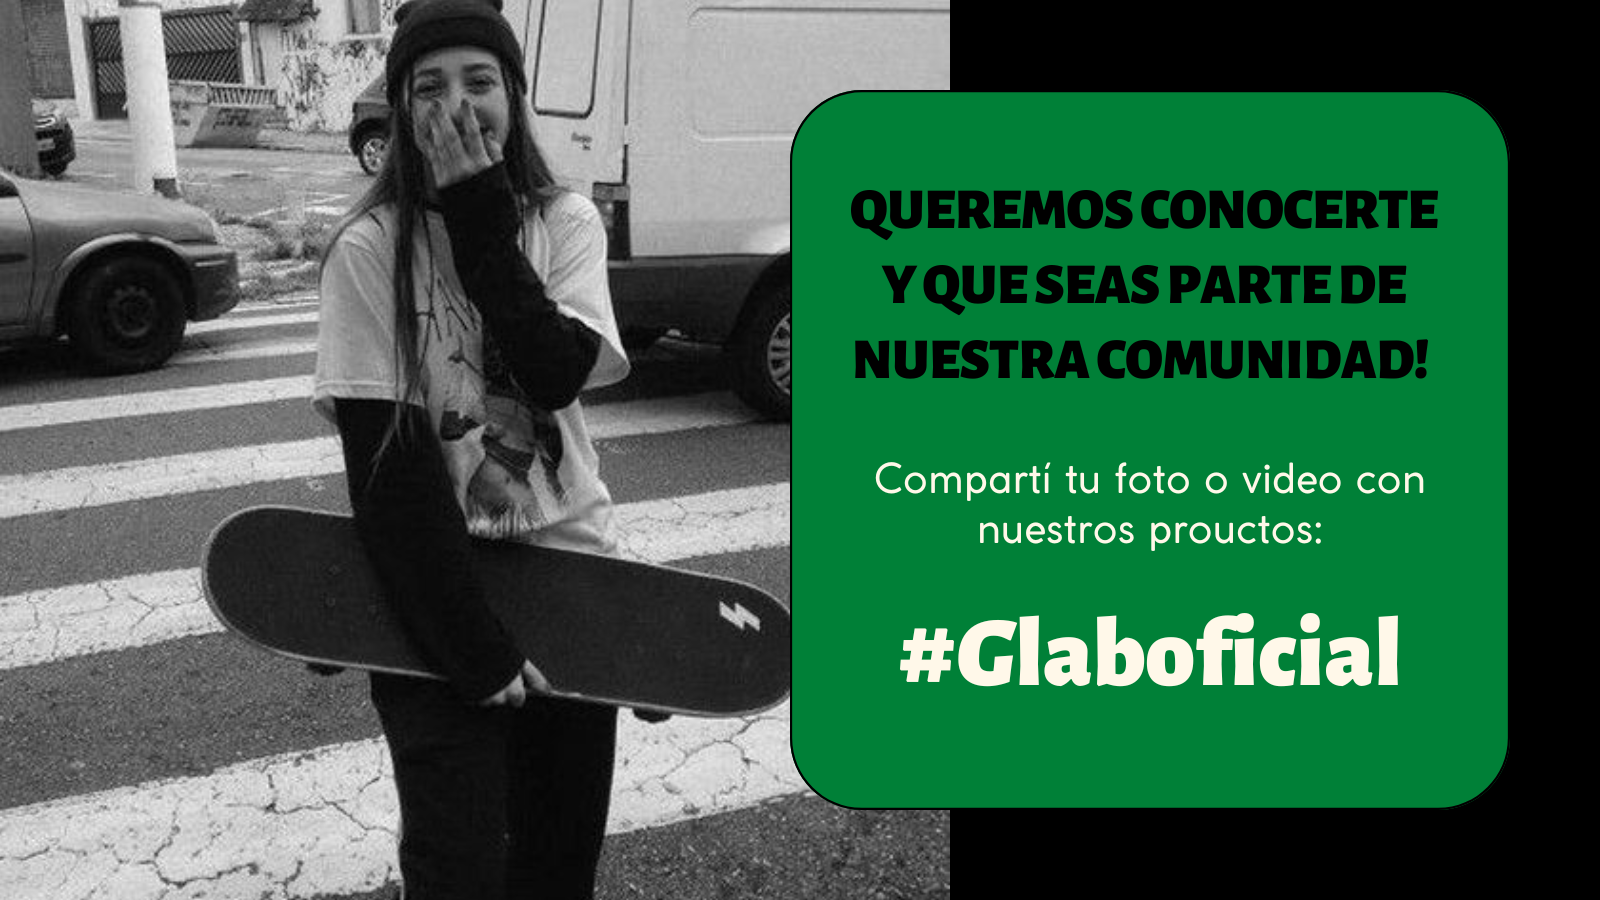 QUEREMOS CONOCERTE
Y QUE SEAS PARTE DE
NUESTRA COMUNIDAD!
Compartí tu foto o video con
nuestros prouctos:
#Glaboficial